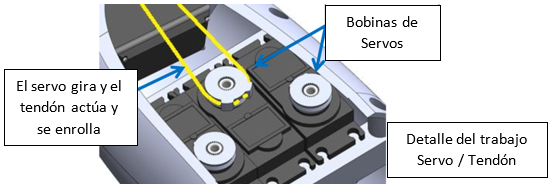 Bobinas de
Servos
El servo gira y el
tendón actúa y
se enrolla
Detalle del trabajo
Servo / Tendón